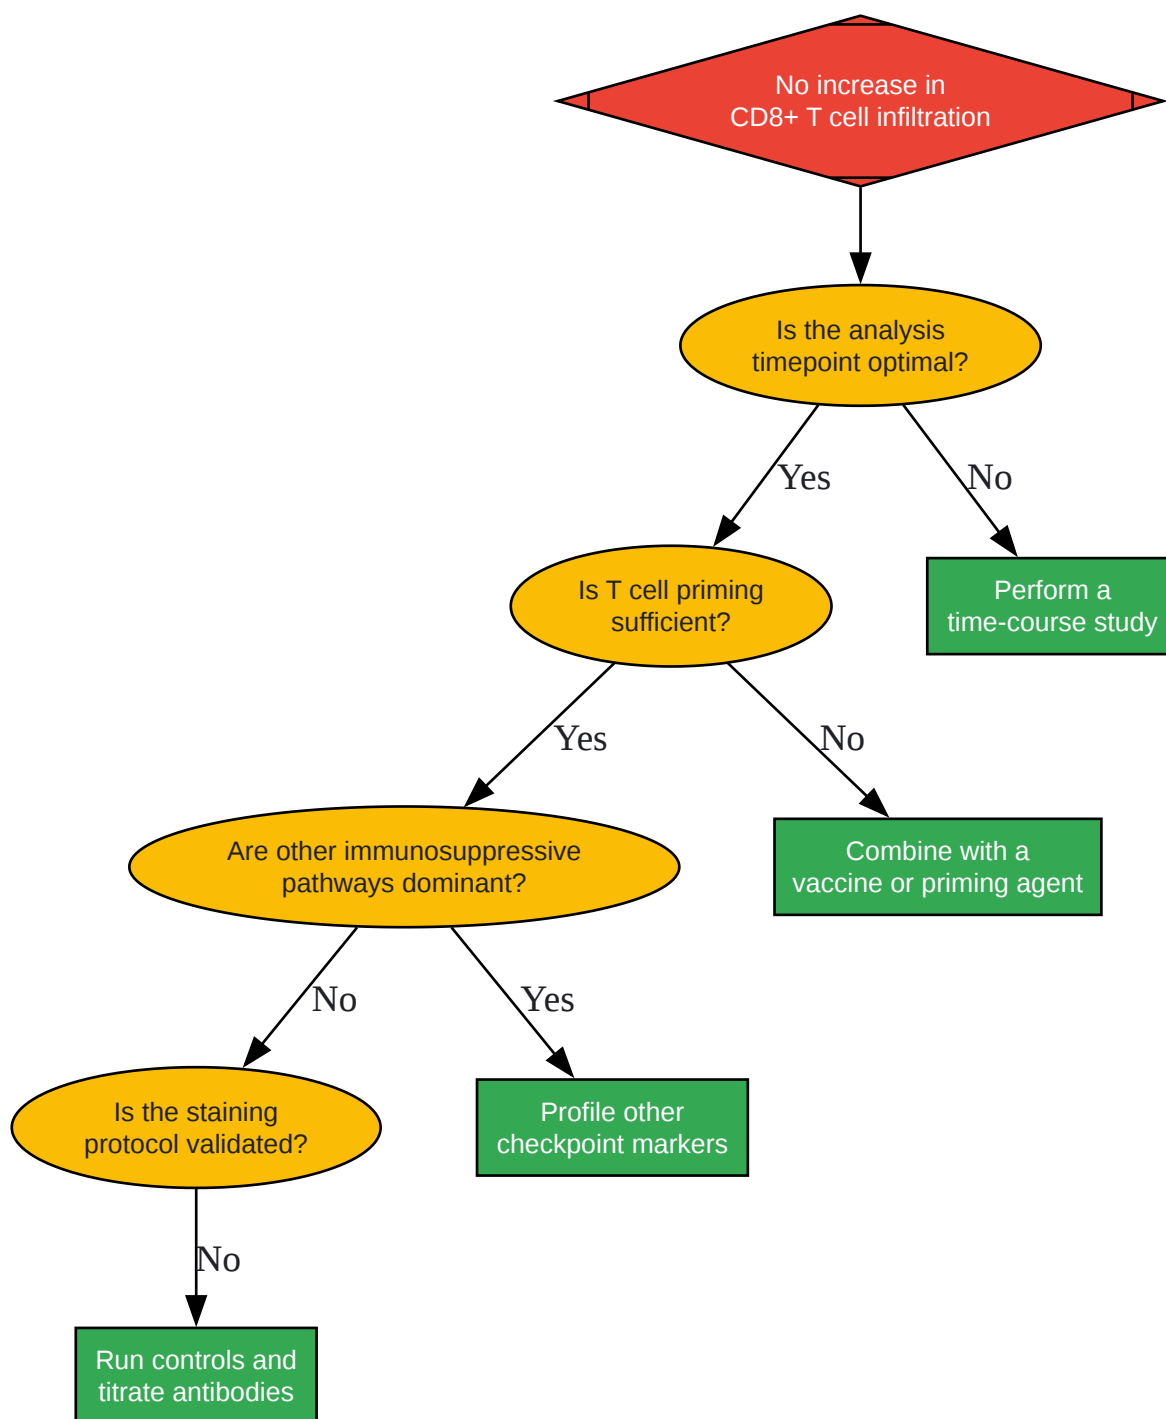 No increase in
CD8+ T cell infiltration
Is the analysis
timepoint optimal?
Yes
No
Is T cell priming
sufficient?
Perform a
time-course study
Yes
No
Are other immunosuppressive
pathways dominant?
Combine with a
vaccine or priming agent
No
Yes
Is the staining
protocol validated?
Profile other
checkpoint markers
No
Run controls and
titrate antibodies